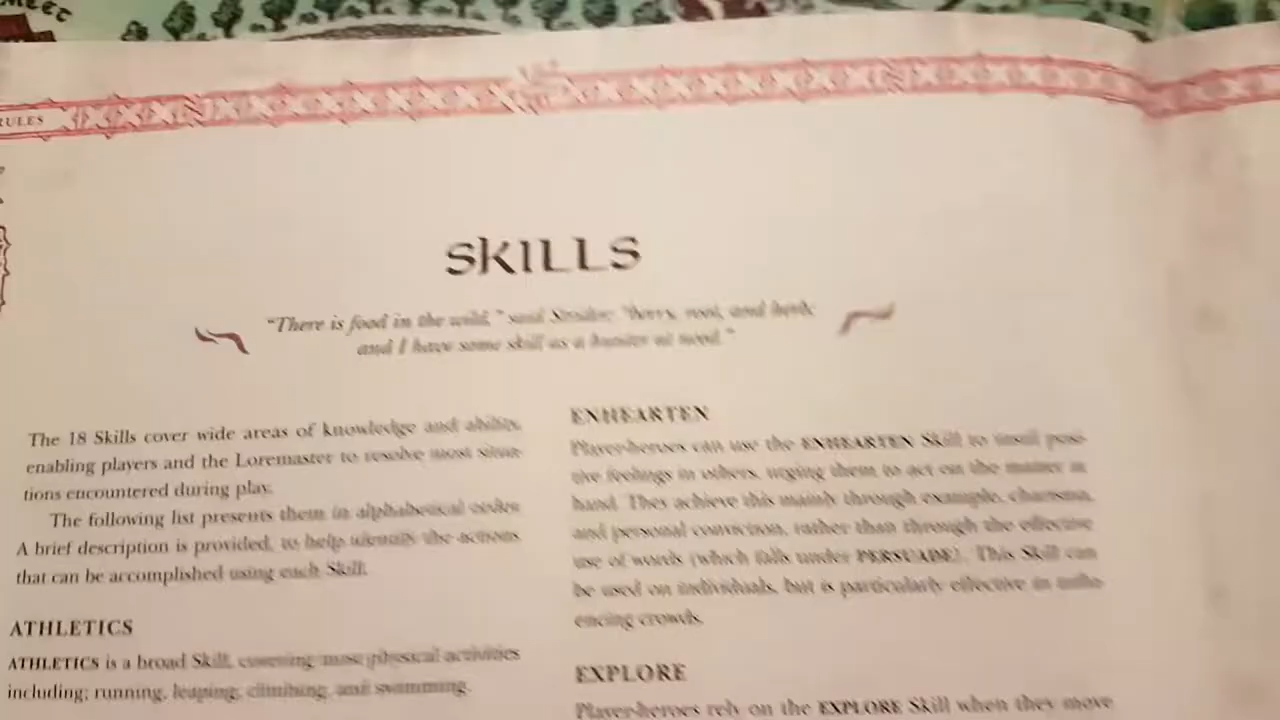 RULES
SKILLS
"There is food in the wild," said Strider; "berry, root, and herb;
and I have some skill as a hunter at need."
The 18 Skills cover wide areas of knowledge and ability,
enabling players and the Loremaster to resolve most situa-
tions encountered during play.
The following list presents them in alphabetical order.
A brief description is provided, to help identify the actions
that can be accomplished using each Skill.
ATHLETICS
ATHLETICS is a broad Skill, covering most physical activities
including: running, leaping, climbing, and swimming.
ENHEARTEN
Player-heroes can use the ENHEARTEN Skill to instil posi-
tive feelings in others, urging them to act on the matter at
hand. They achieve this mainly through example, charisma,
and personal conviction, rather than through the effective
use of words (which falls under PERSUADE). This Skill can
be used on individuals, but is particularly effective in influ-
encing crowds.
EXPLORE
Player-heroes rely on the EXPLORE Skill when they move